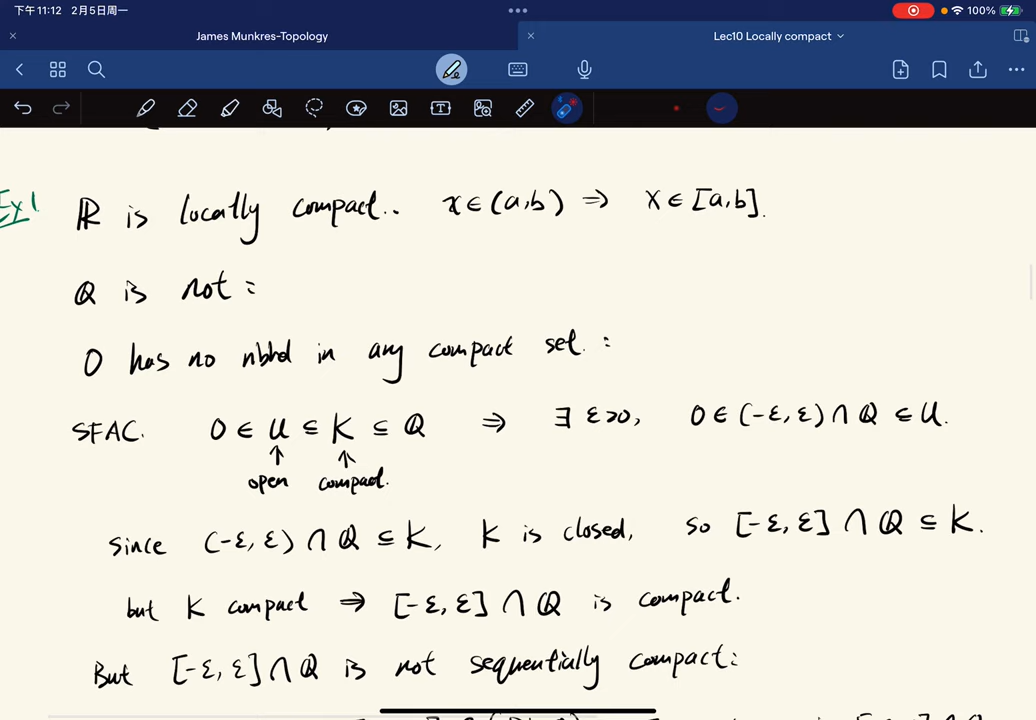 下午11:12 2月5日周一
100%
James Munkres-Topology
Lec10 Locally compact
Ex1
ℝ is locally compact.. x ∈ (a,b) ⇒ x ∈ [a,b].
ℚ is not :
0 has no nbhd in any compact set. :
SFAC. 0 ∈ U ⊆ K ⊆ ℚ ⇒ ∃ ε>0, 0 ∈ (-ε, ε) ∩ ℚ ⊆ U.
↑ ↑
open compact.
since (-ε, ε) ∩ ℚ ⊆ K, K is closed, so [-ε, ε] ∩ ℚ ⊆ K.
but K compact ⇒ [-ε, ε] ∩ ℚ is compact.
But [-ε, ε] ∩ ℚ is not sequentially compact: